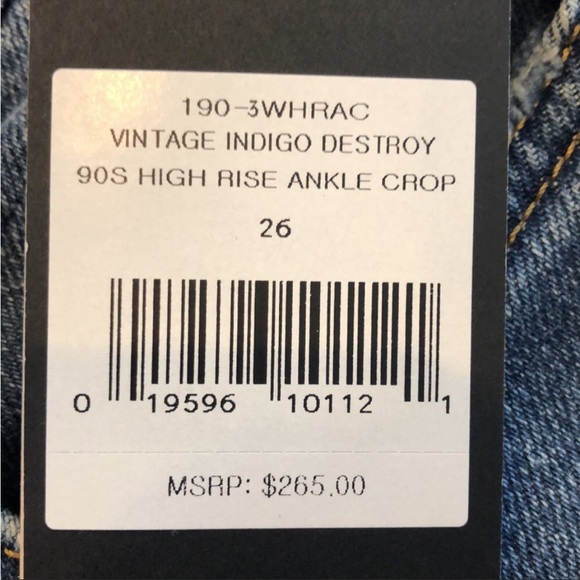 190-3WHRAC
VINTAGE INDIGO DESTROY
90S HIGH RISE ANKLE CROP
26
0 19596 10112 1
MSRP: $265.00